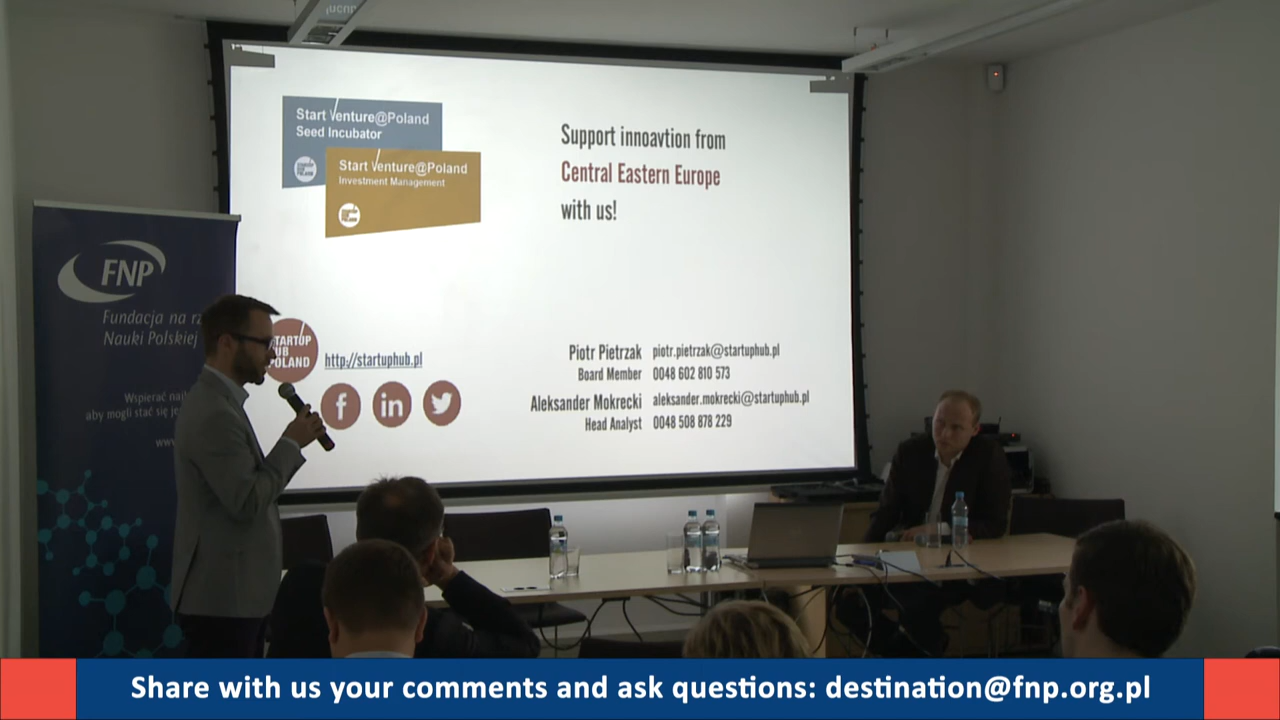 Start Venture@Poland
Seed Incubator
Start Venture@Poland
Investment Management
Support innoavtion from
Central Eastern Europe
with us!
FNP
Fundacja na rz
Nauki Polskiej
Wspierać
aby mogli stać się
STARTUP
HUB
POLAND
http://startuphub.pl
f
in
Piotr Pietrzak piotr.pietrzak@startuphub.pl
Board Member 0048 602 810 573
Aleksander Mokrecki aleksander.mokrecki@startuphub.pl
Head Analyst 0048 508 878 229
Share with us your comments and ask questions: destination@fnp.org.pl